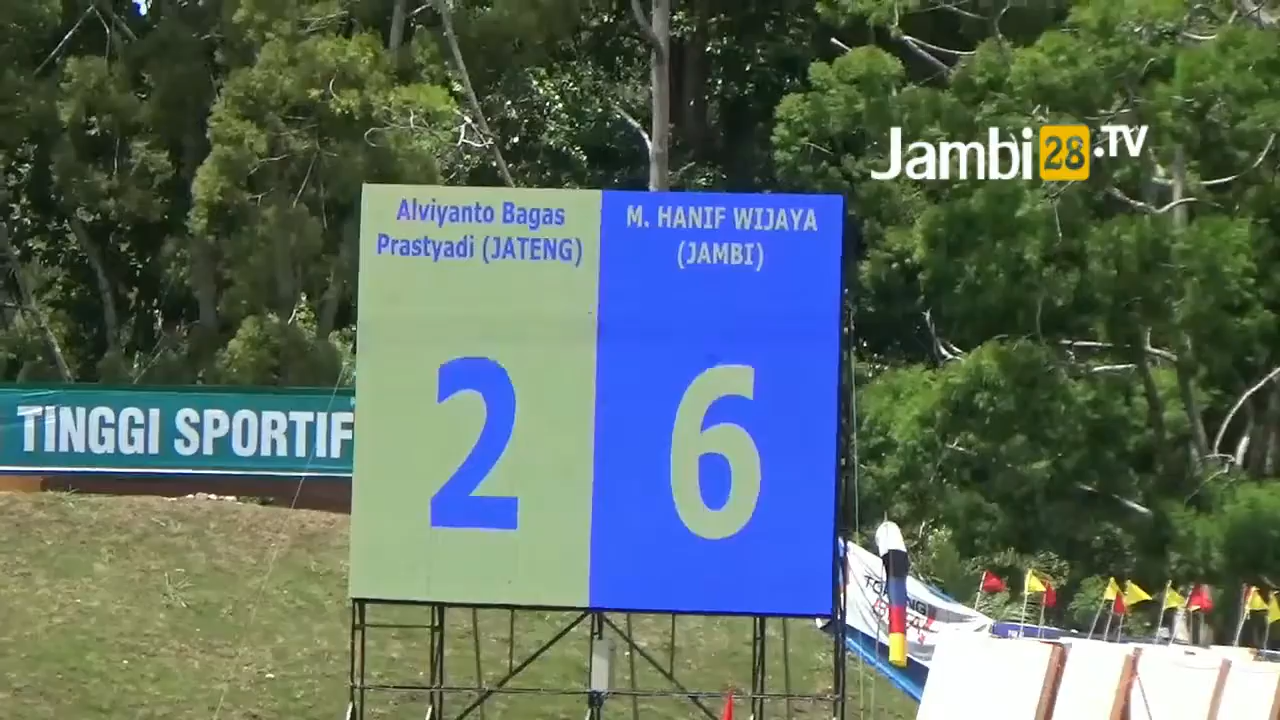 Jambi28.TV
Alviyanto Bagas
Prastyadi (JATENG)
M. HANIF WIJAYA
(JAMBI)
2
6
TINGGI SPORTIF